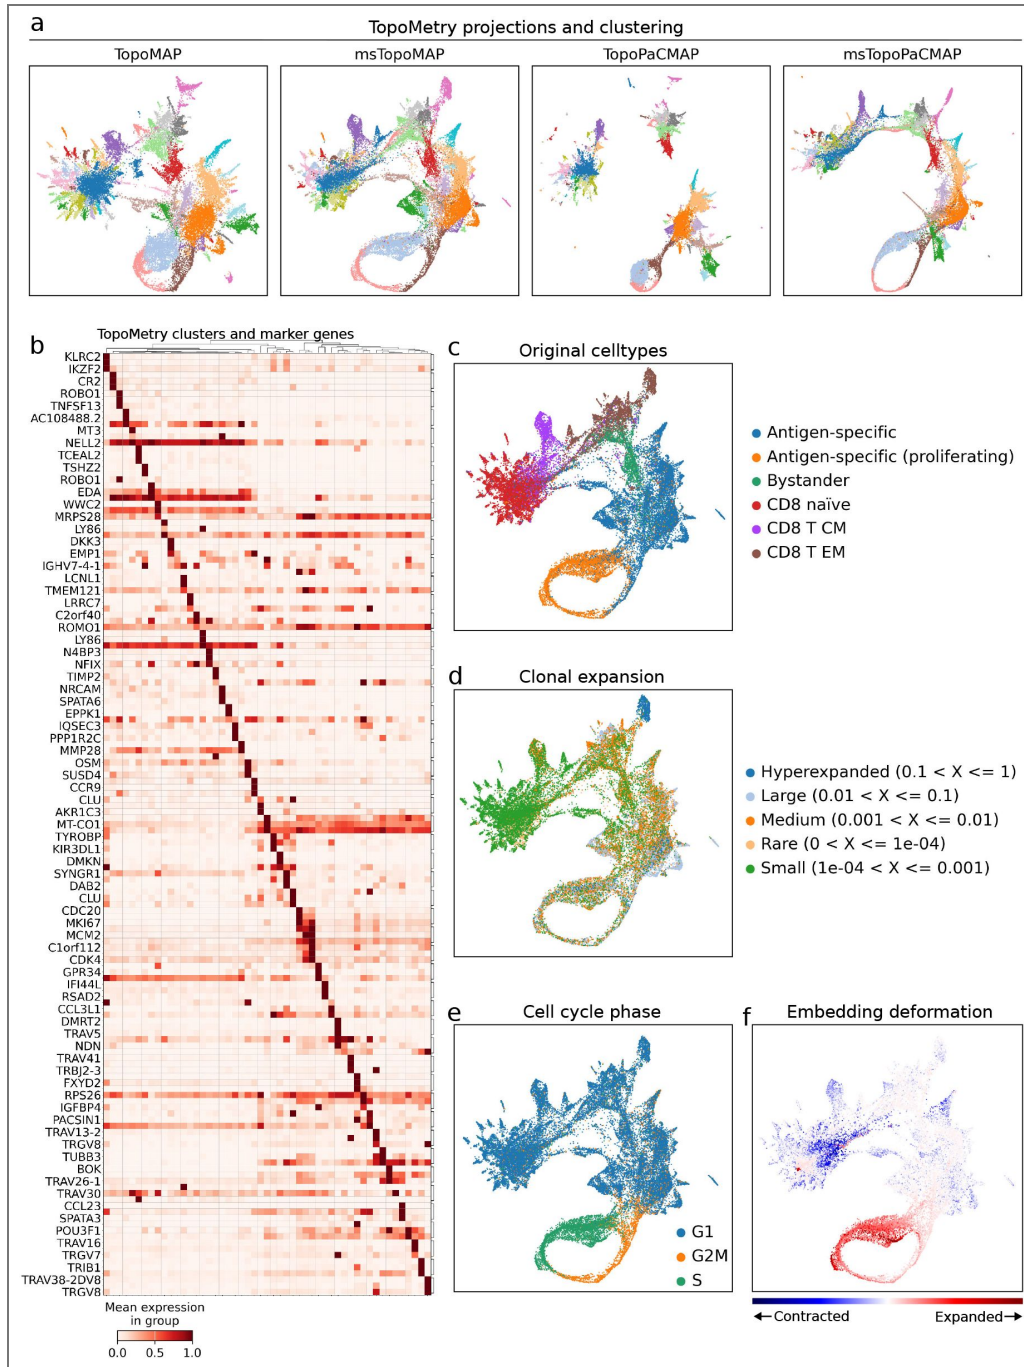 a
TopoMetry projections and clustering
TopoMAP
msTopoMAP
TopoPaCMAP
msTopoPaCMAP
b
TopoMetry clusters and marker genes
KLRC2
IKZF2
CR2
ROBO1
TNFSF13
AC108488.2
MT3
NELL2
TCEAL2
TSHZ2
ROBO1
EDA
WWC2
MRPS28
LY86
DKK3
EMP1
IGHV7-4-1
LCNL1
TMEM121
LRRC7
C2orf40
ROMO1
LY86
N4BP3
NFIX
TIMP2
NRCAM
SPATA6
EPPK1
IQSEC3
PPP1R2C
MMP28
OSM
SUSD4
CCR9
CLU
AKR1C3
MT-CO1
TYROBP
KIR3DL1
DMKN
SYNGR1
DAB2
CLU
CDC20
MKI67
MCM2
C1orf112
CDK4
GPR34
IFI44L
RSAD2
CCL3L1
DMRT2
TRAV5
NDN
TRAV41
TRBJ2-3
FXYD2
RPS26
IGFBP4
PACSIN1
TRAV13-2
TRGV8
TUBB3
BOK
TRAV26-1
TRAV30
CCL23
SPATA3
POU3F1
TRAV16
TRGV7
TRIB1
TRAV38-2DV8
TRGV8
Mean expression
in group
0.0 0.5 1.0
c
Original celltypes
Antigen-specific
Antigen-specific (proliferating)
Bystander
CD8 naïve
CD8 T CM
CD8 T EM
d
Clonal expansion
Hyperexpanded (0.1 < X <= 1)
Large (0.01 < X <= 0.1)
Medium (0.001 < X <= 0.01)
Rare (0 < X <= 1e-04)
Small (1e-04 < X <= 0.001)
e
Cell cycle phase
G1
G2M
S
f
Embedding deformation
←Contracted
Expanded→